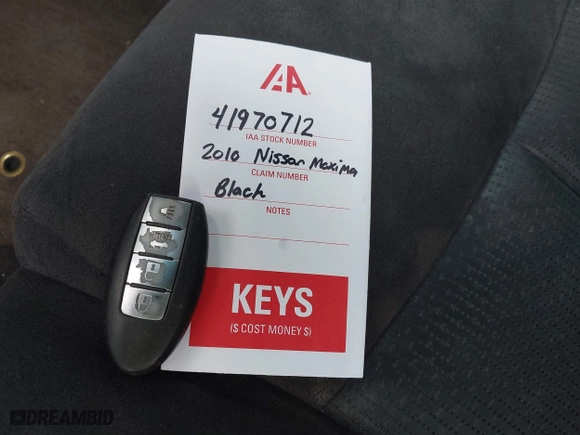 IAA
41970712
IAA STOCK NUMBER
2010 Nissan Maxima
CLAIM NUMBER
Black
NOTES
KEYS
($ COST MONEY $)
DREAMBID